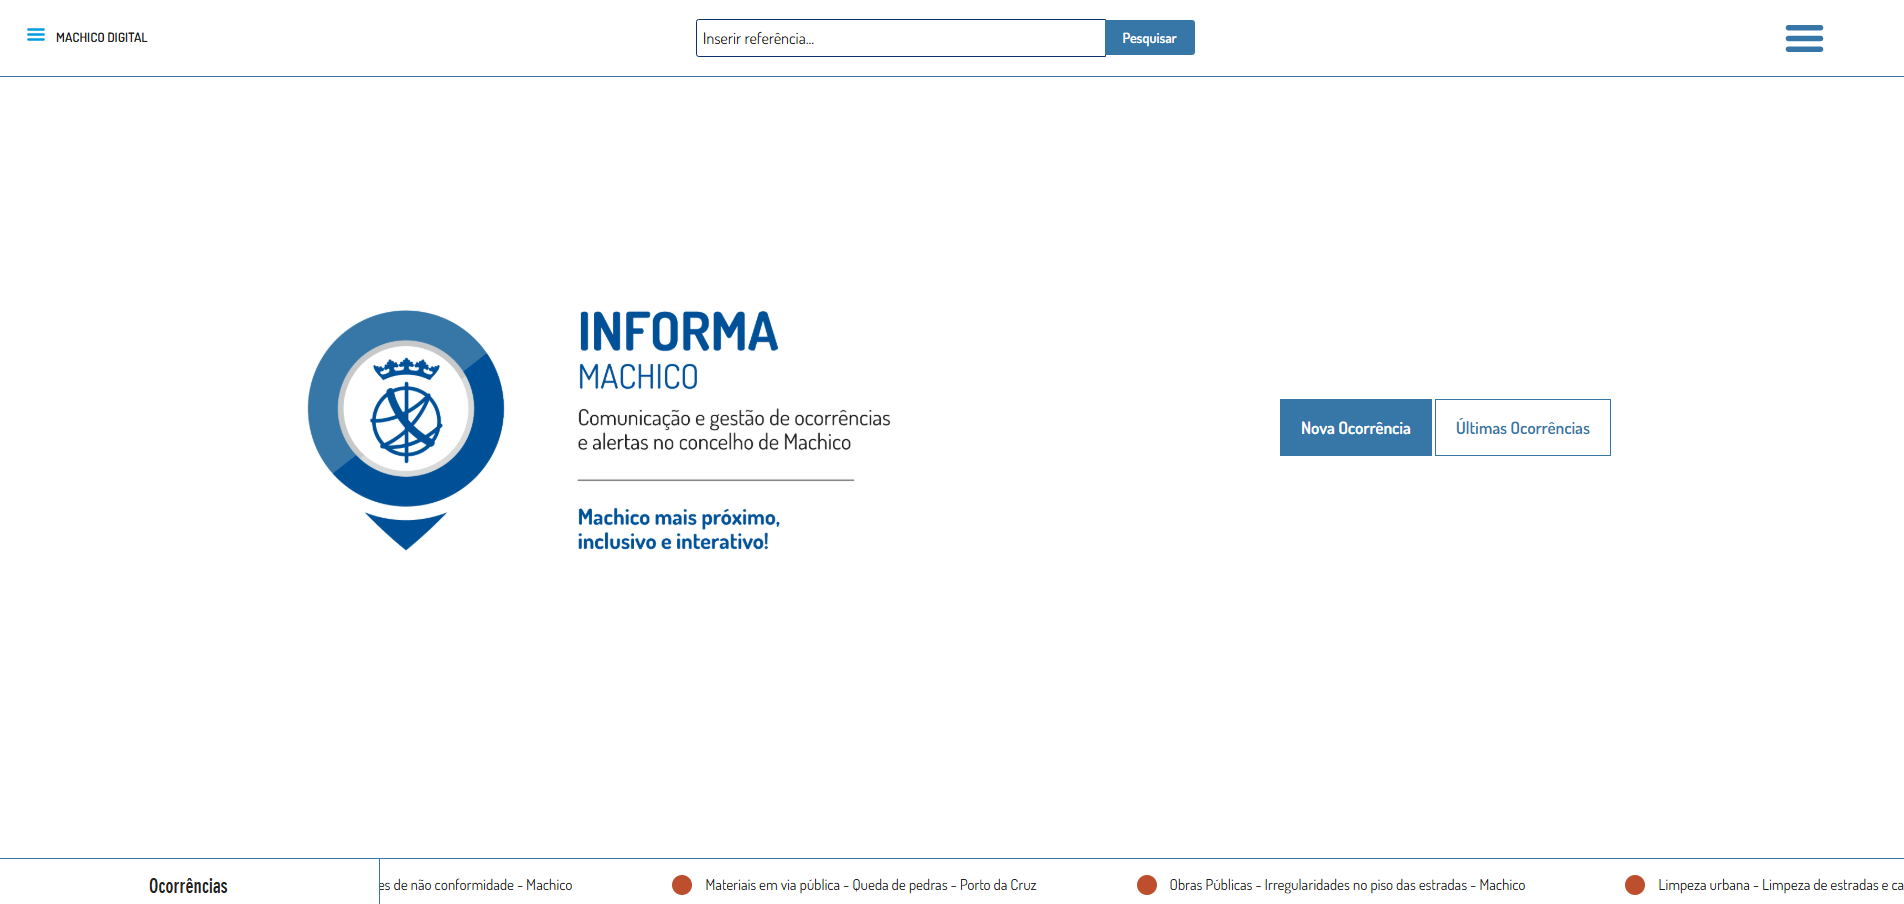 MACHICO DIGITAL
Inserir referência...
Pesquisar
INFORMA
MACHICO
Comunicação e gestão de ocorrências
e alertas no concelho de Machico
Machico mais próximo,
inclusivo e interativo!
Nova Ocorrência
Últimas Ocorrências
Ocorrências
es de não conformidade - Machico
Materiais em via pública - Queda de pedras - Porto da Cruz
Obras Públicas - Irregularidades no piso das estradas - Machico
Limpeza urbana - Limpeza de estradas e ca